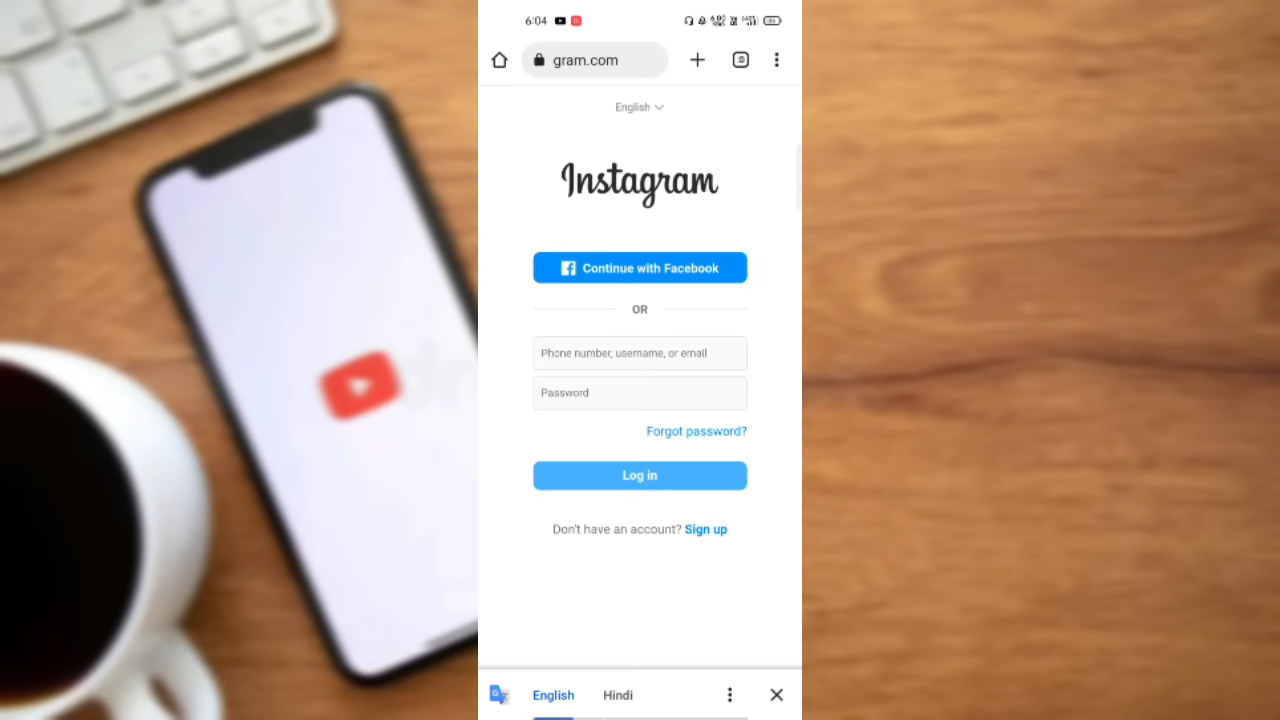 6:04
gram.com
English
Instagram
Continue with Facebook
OR
Phone number, username, or email
Password
Forgot password?
Log in
Don't have an account? Sign up
English Hindi